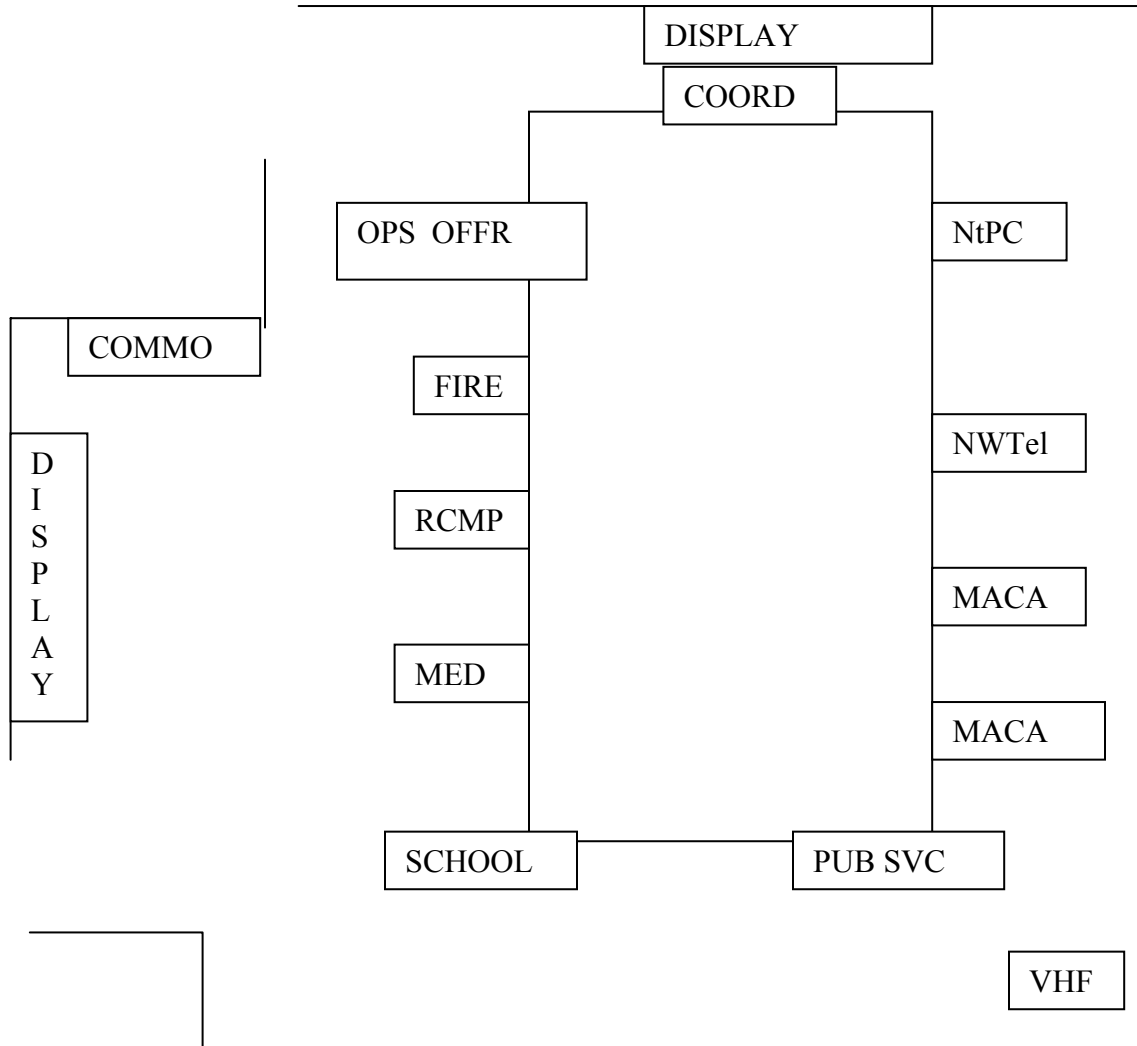 DISPLAY
COORD
OPS OFFR
NtPC
COMMO
FIRE
NWTel
D
I
S
P
L
A
Y
RCMP
MACA
MED
MACA
SCHOOL
PUB SVC
VHF